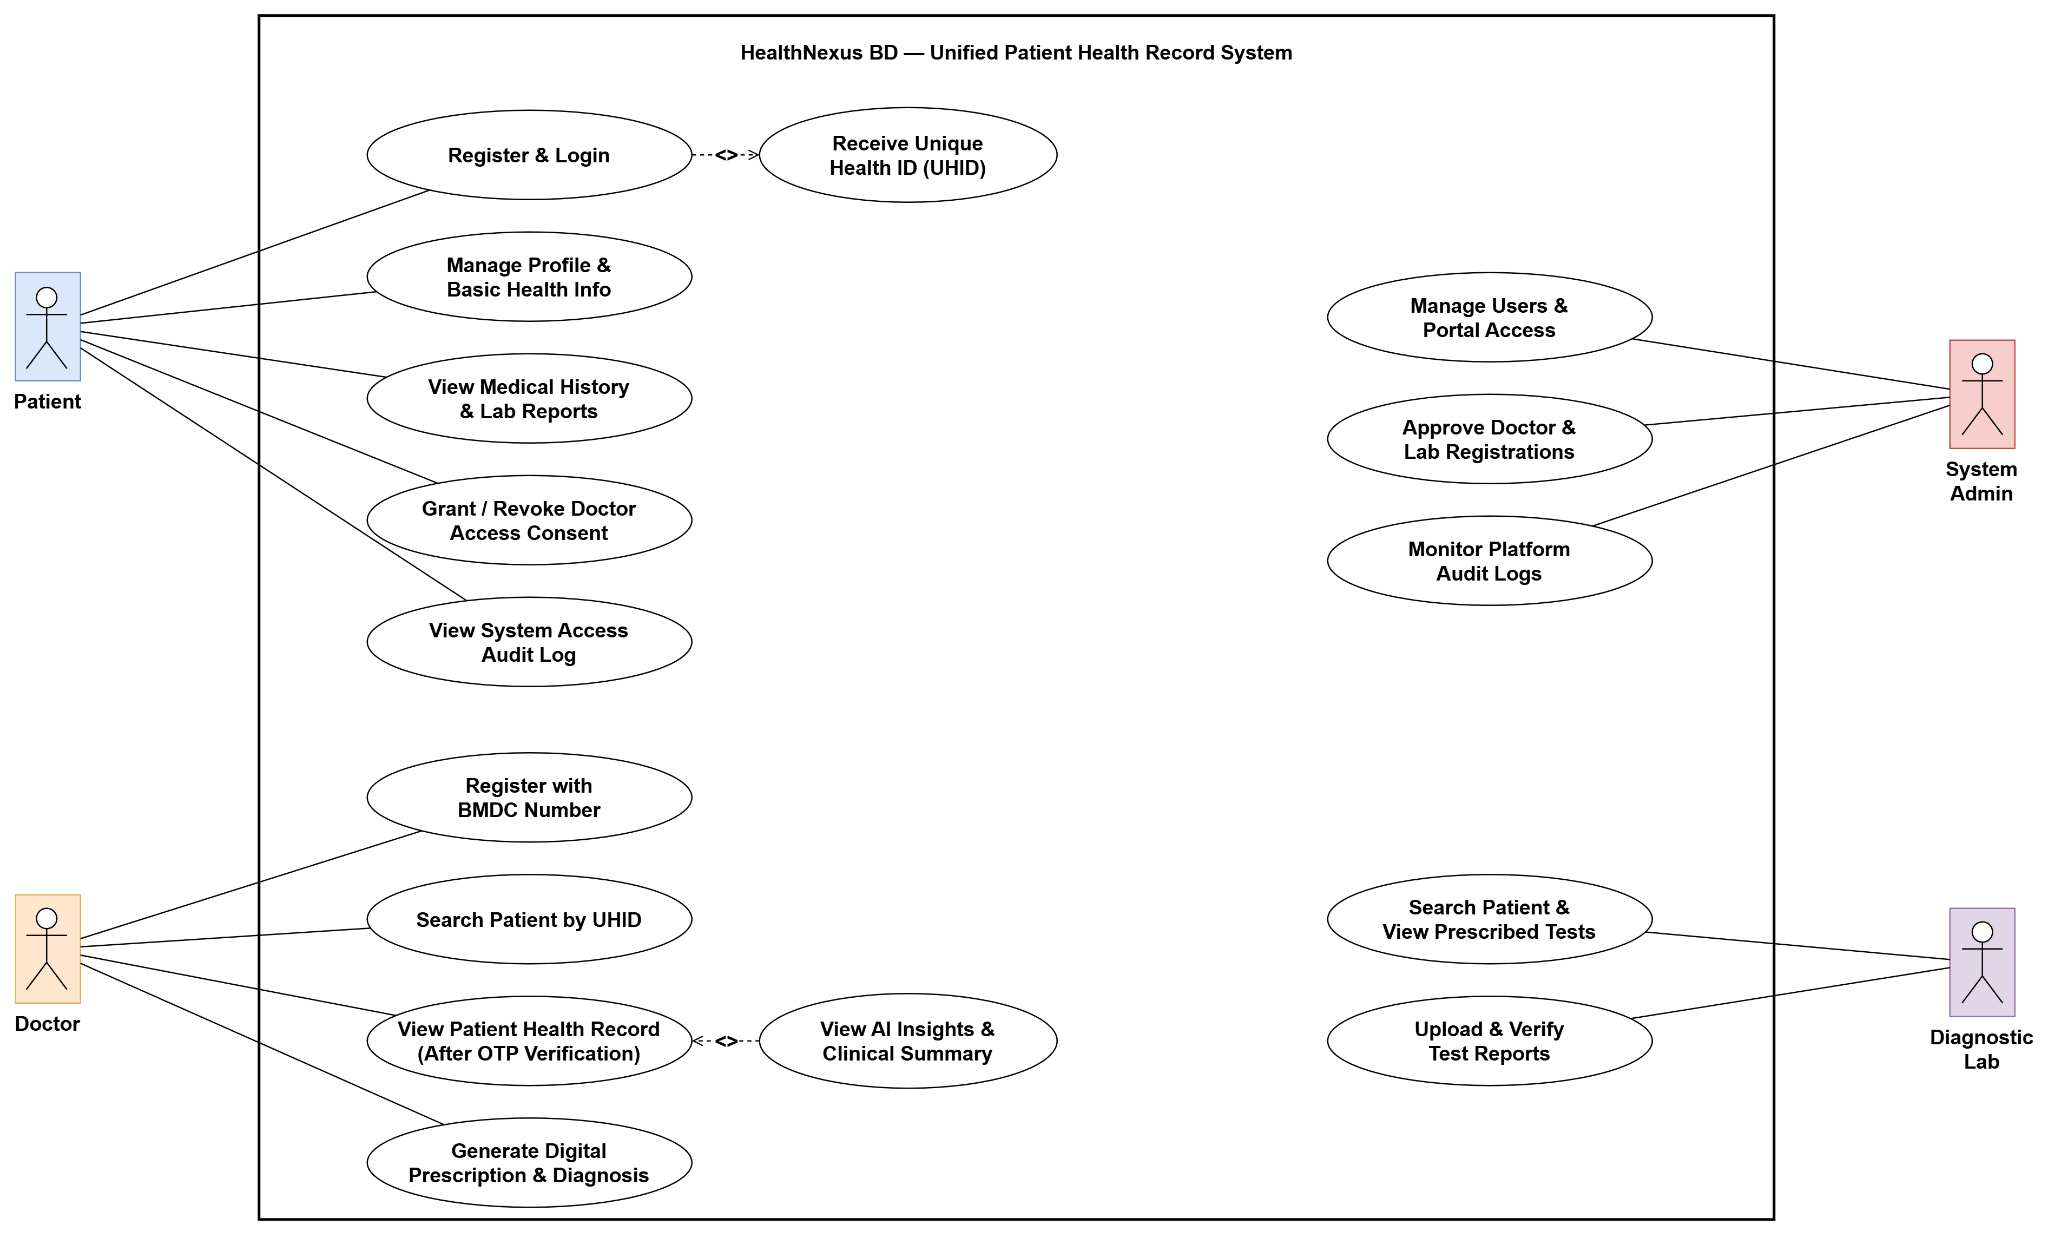 HealthNexus BD — Unified Patient Health Record System
Register & Login
<>
Receive Unique
Health ID (UHID)
Manage Profile &
Basic Health Info
View Medical History
& Lab Reports
Grant / Revoke Doctor
Access Consent
View System Access
Audit Log
Patient
Manage Users &
Portal Access
Approve Doctor &
Lab Registrations
Monitor Platform
Audit Logs
System
Admin
Register with
BMDC Number
Search Patient by UHID
View Patient Health Record
(After OTP Verification)
<>
View AI Insights &
Clinical Summary
Generate Digital
Prescription & Diagnosis
Doctor
Search Patient &
View Prescribed Tests
Upload & Verify
Test Reports
Diagnostic
Lab